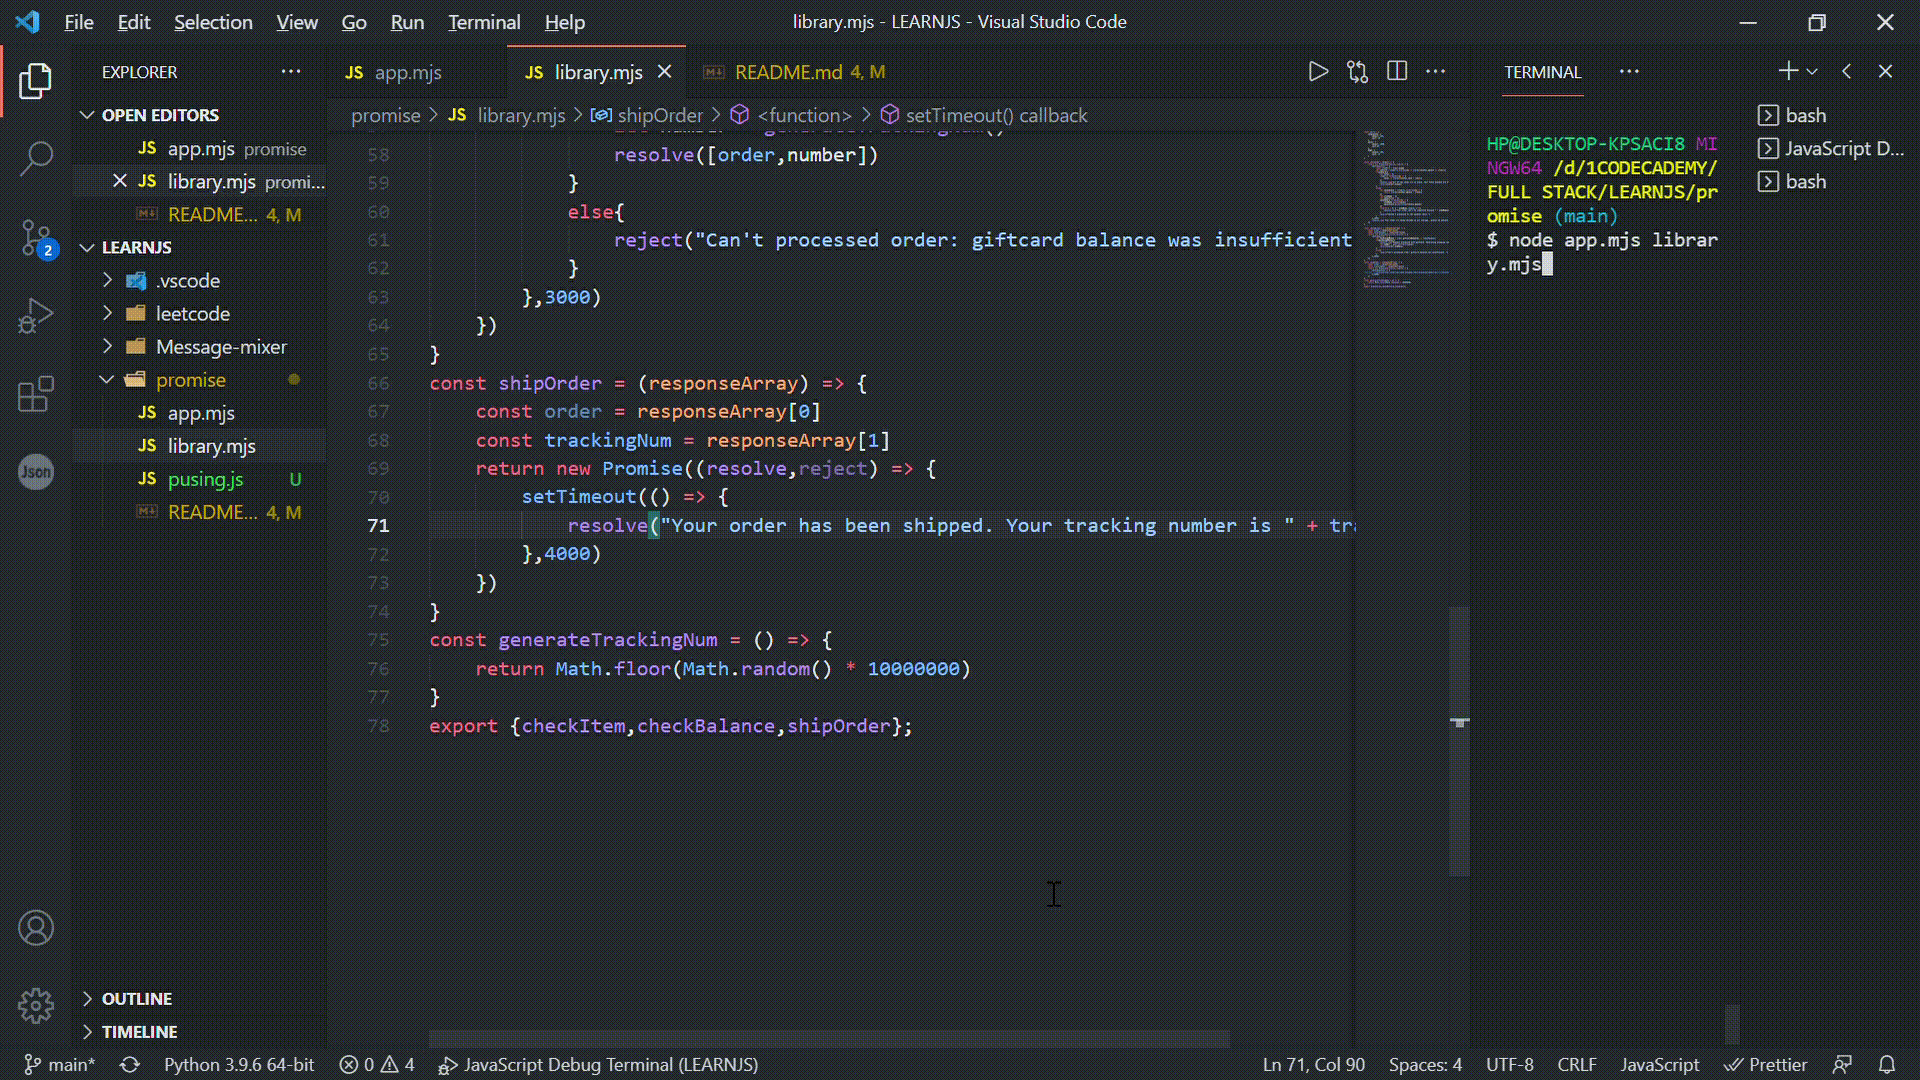 File Edit Selection View Go Run Terminal Help
library.mjs - LEARNJS - Visual Studio Code
EXPLORER
OPEN EDITORS
JS app.mjs promise
JS library.mjs promi...
README... 4, M
LEARNJS
.vscode
leetcode
Message-mixer
promise
JS app.mjs
JS library.mjs
JS pusing.js U
README... 4, M
OUTLINE
TIMELINE
2
Json
JS app.mjs
JS library.mjs
README.md 4, M
promise > JS library.mjs > shipOrder > <function> > setTimeout() callback
58 resolve([order,number])
59 }
60 else{
61 reject("Can't processed order: giftcard balance was insufficient
62 }
63 },3000)
64 })
65 }
66 const shipOrder = (responseArray) => {
67 const order = responseArray[0]
68 const trackingNum = responseArray[1]
69 return new Promise((resolve,reject) => {
70 setTimeout(() => {
71 resolve("Your order has been shipped. Your tracking number is " + tra
72 },4000)
73 })
74 }
75 const generateTrackingNum = () => {
76 return Math.floor(Math.random() * 10000000)
77 }
78 export {checkItem,checkBalance,shipOrder};
TERMINAL
HP@DESKTOP-KPSACI8 MI
NGW64 /d/1CODECADEMY/
FULL STACK/LEARNJS/pr
omise (main)
$ node app.mjs librar
y.mjs
bash
JavaScript D...
bash
main* Python 3.9.6 64-bit 0 4 JavaScript Debug Terminal (LEARNJS) Ln 71, Col 90 Spaces: 4 UTF-8 CRLF JavaScript Prettier